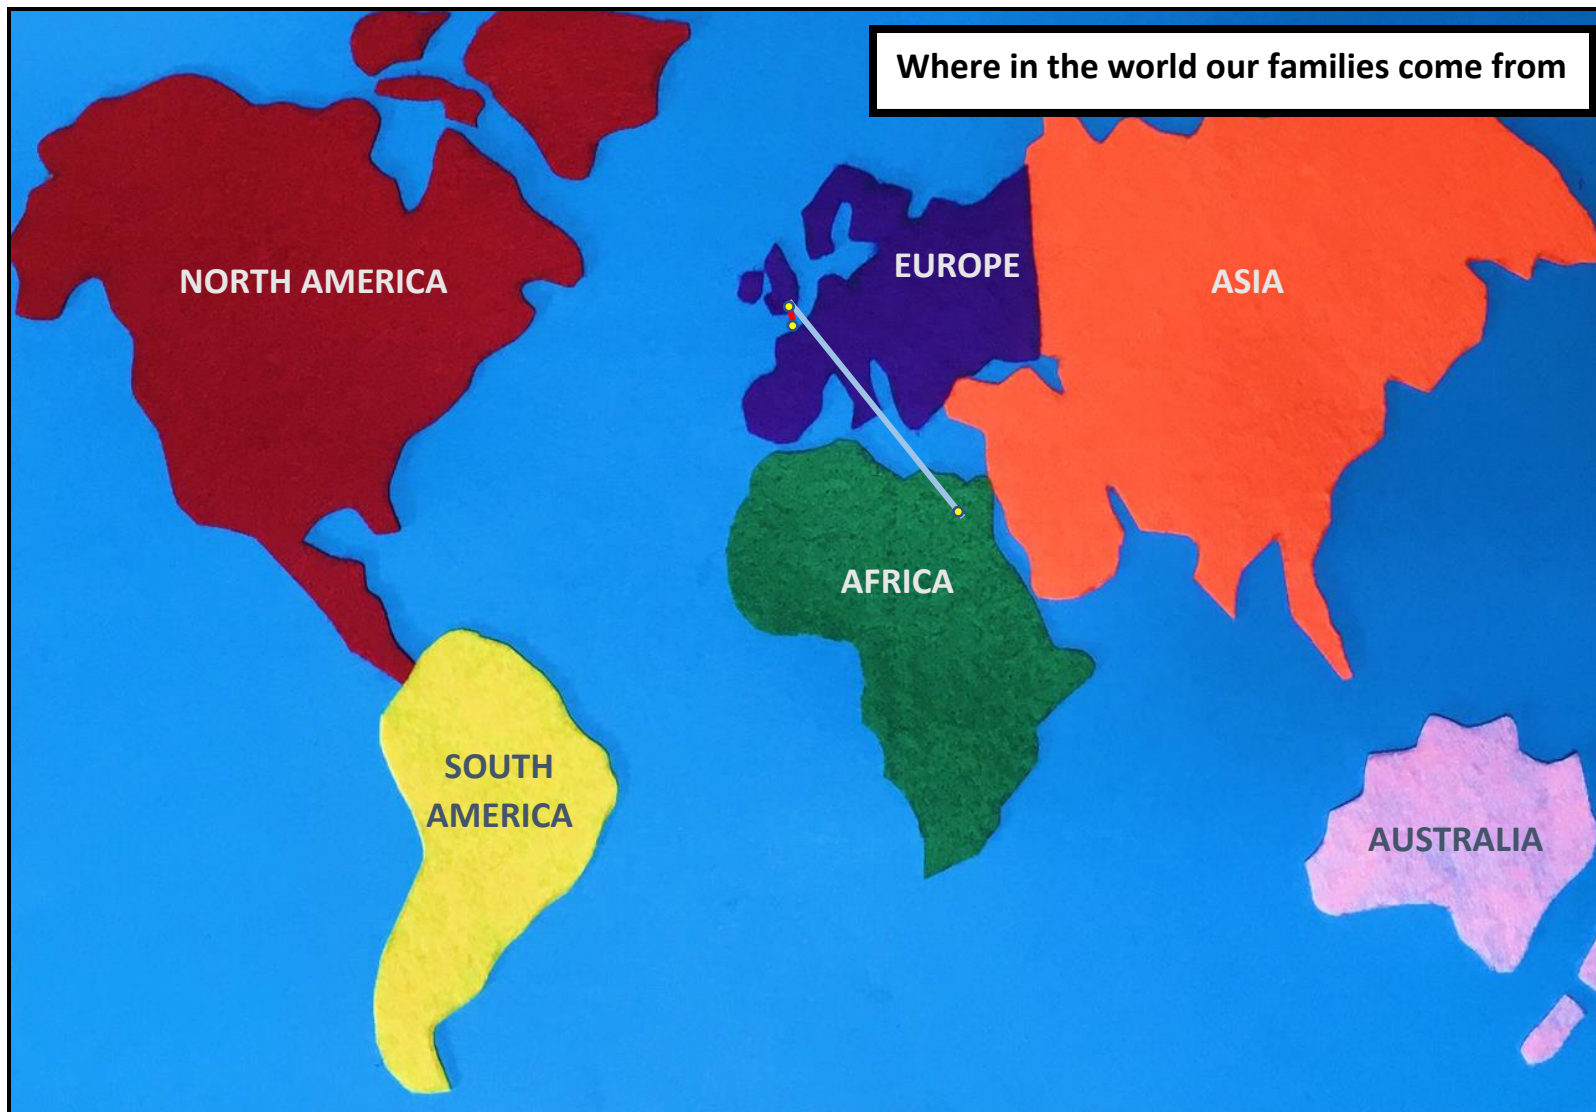 Where in the world our families come from
NORTH AMERICA
EUROPE
ASIA
AFRICA
SOUTH
AMERICA
AUSTRALIA